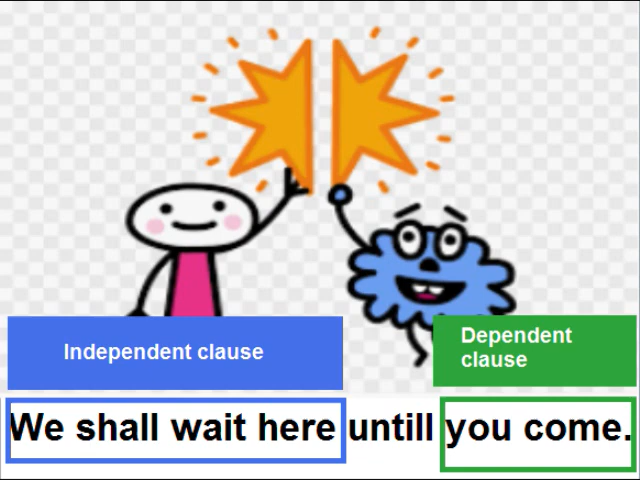 Independent clause
Dependent
clause
We shall wait here untill you come.